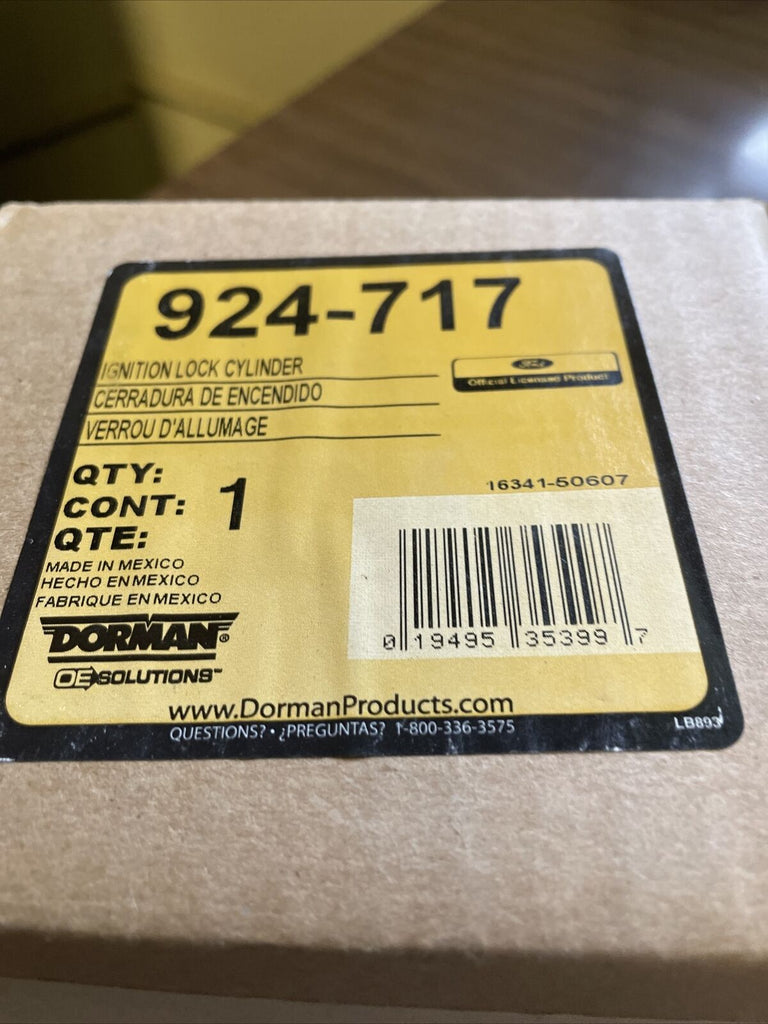 924-717
IGNITION LOCK CYLINDER
CERRADURA DE ENCENDIDO
VERROU D'ALLUMAGE
Ford
Official Licensed Product
QTY:
CONT: 1
QTE:
16341-50607
MADE IN MEXICO
HECHO EN MEXICO
FABRIQUE EN MEXICO
0 19495 35399 7
DORMAN®
OE SOLUTIONS™
www.DormanProducts.com
QUESTIONS? • ¿PREGUNTAS? 1-800-336-3575
LB893